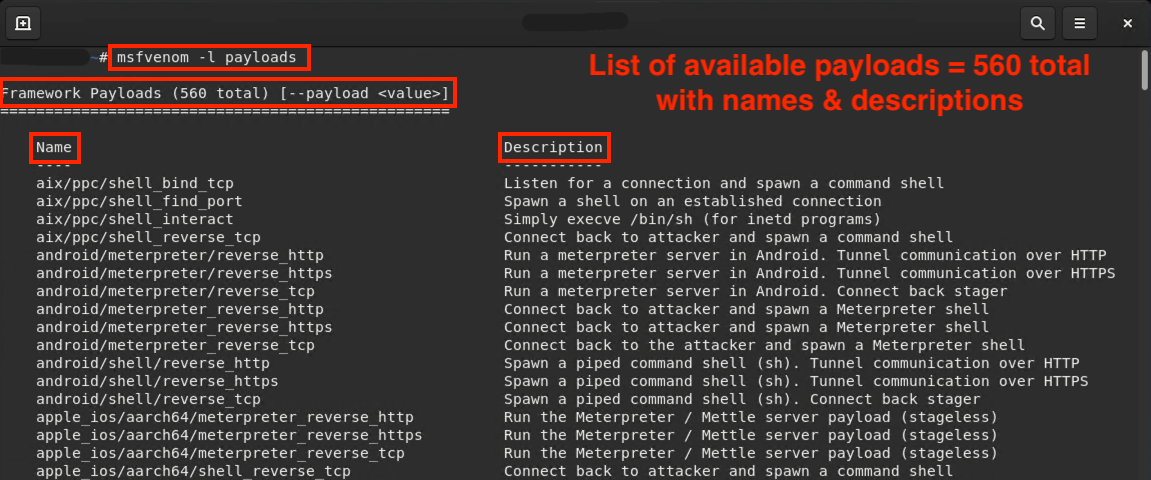 ~# msfvenom -l payloads
List of available payloads = 560 total
with names & descriptions
Framework Payloads (560 total) [--payload <value>]
==================================================
Name Description
---- -----------
aix/ppc/shell_bind_tcp Listen for a connection and spawn a command shell
aix/ppc/shell_find_port Spawn a shell on an established connection
aix/ppc/shell_interact Simply execve /bin/sh (for inetd programs)
aix/ppc/shell_reverse_tcp Connect back to attacker and spawn a command shell
android/meterpreter/reverse_http Run a meterpreter server in Android. Tunnel communication over HTTP
android/meterpreter/reverse_https Run a meterpreter server in Android. Tunnel communication over HTTPS
android/meterpreter/reverse_tcp Run a meterpreter server in Android. Connect back stager
android/meterpreter_reverse_http Connect back to attacker and spawn a Meterpreter shell
android/meterpreter_reverse_https Connect back to attacker and spawn a Meterpreter shell
android/meterpreter_reverse_tcp Connect back to the attacker and spawn a Meterpreter shell
android/shell/reverse_http Spawn a piped command shell (sh). Tunnel communication over HTTP
android/shell/reverse_https Spawn a piped command shell (sh). Tunnel communication over HTTPS
android/shell/reverse_tcp Spawn a piped command shell (sh). Connect back stager
apple_ios/aarch64/meterpreter_reverse_http Run the Meterpreter / Mettle server payload (stageless)
apple_ios/aarch64/meterpreter_reverse_https Run the Meterpreter / Mettle server payload (stageless)
apple_ios/aarch64/meterpreter_reverse_tcp Run the Meterpreter / Mettle server payload (stageless)
apple_ios/aarch64/shell_reverse_tcp Connect back to attacker and spawn a command shell